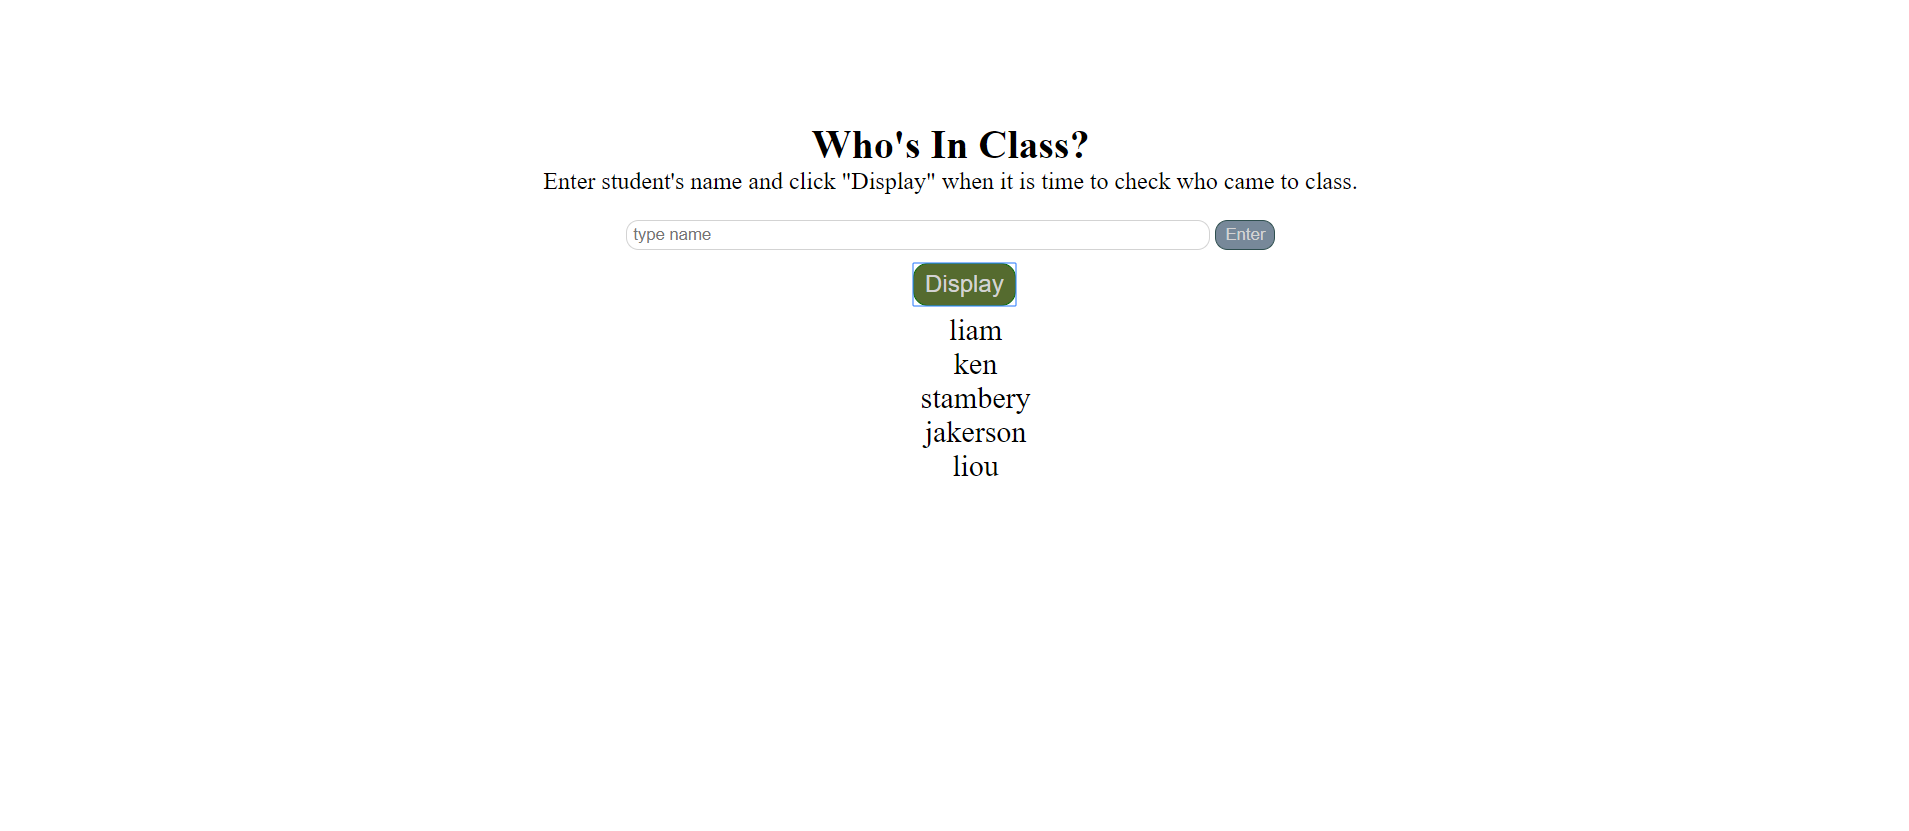 Who's In Class?
Enter student's name and click "Display" when it is time to check who came to class.
type name Enter
Display
liam
ken
stambery
jakerson
liou